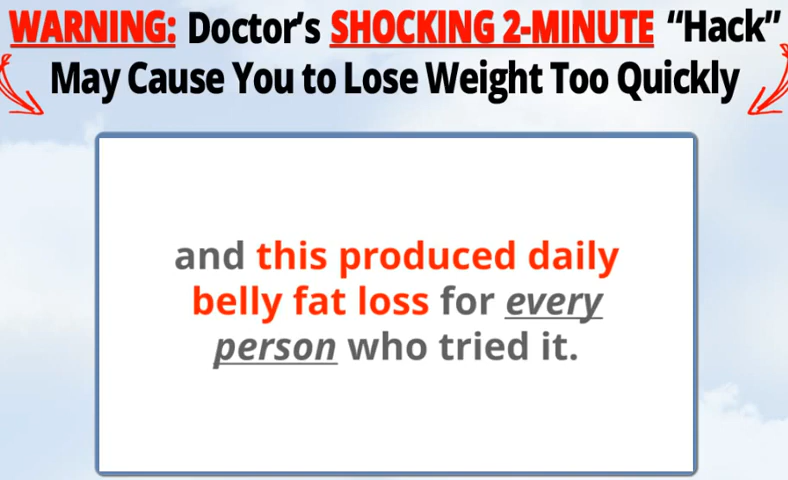 WARNING: Doctor's SHOCKING 2-MINUTE “Hack”
May Cause You to Lose Weight Too Quickly
and this produced daily
belly fat loss for every
person who tried it.